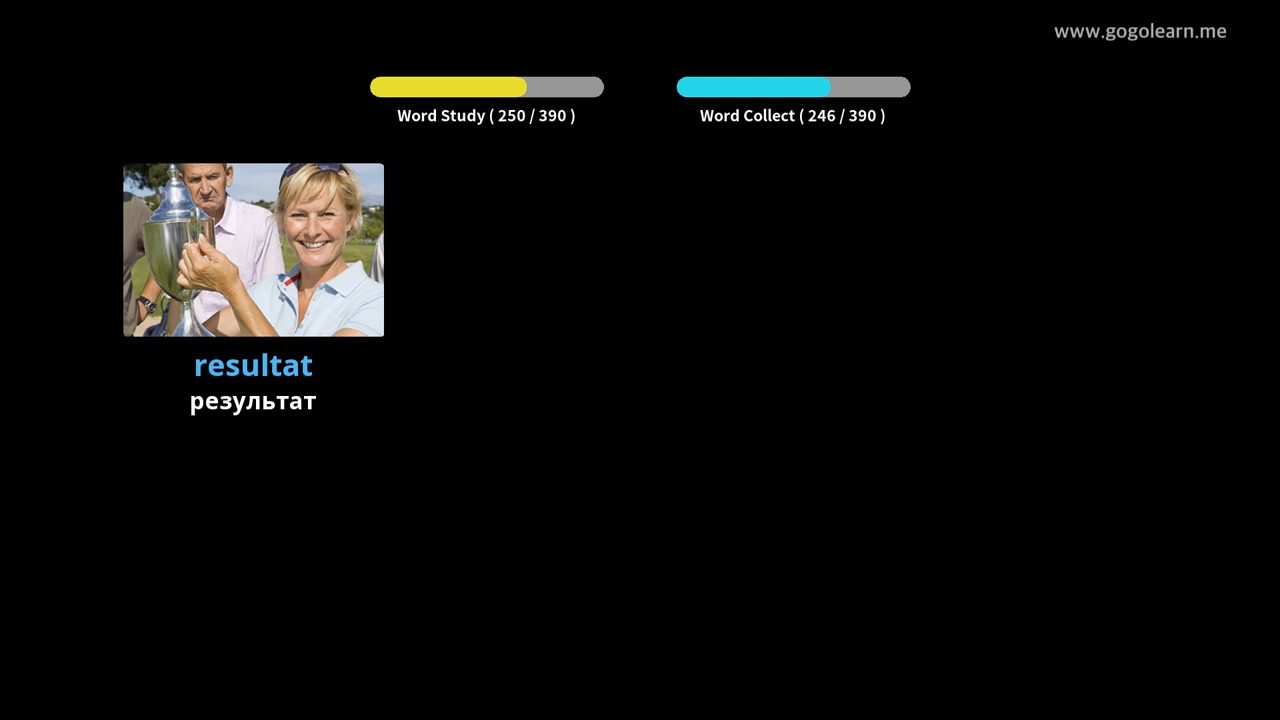 www.gogolearn.me
Word Study ( 250 / 390 )
Word Collect ( 246 / 390 )
resultat
результат